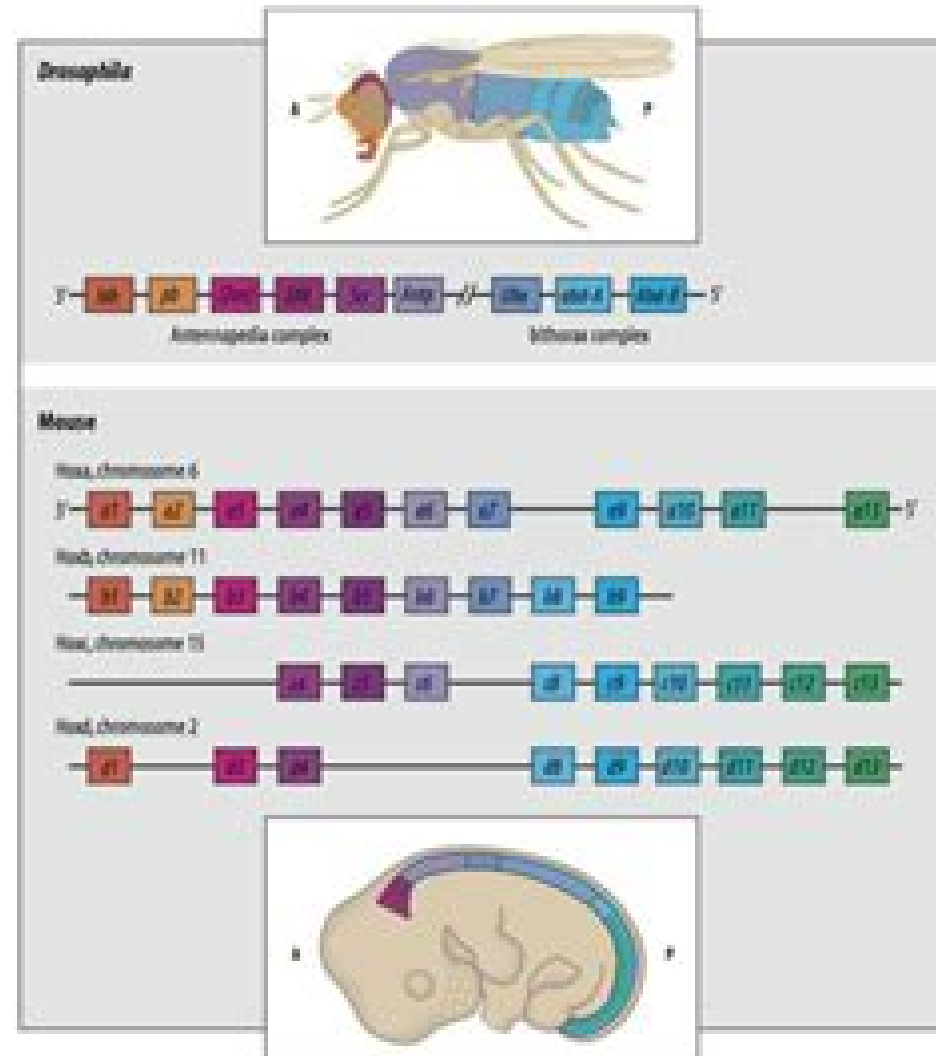 Drosophila
A P
3' lab pb Dfd Scr Antp // Ubx abd A Abd B 5'
Antennapedia complex bithorax complex
Mouse
Hoxa, chromosome 6
a1 a2 a3 a4 a5 a6 a7 a9 a10 a11 a13 5'
Hoxb, chromosome 11
b1 b2 b3 b4 b5 b6 b7 b8 b9
Hoxc, chromosome 15
c4 c5 c6 c8 c9 c10 c11 c12 c13
Hoxd, chromosome 2
d1 d3 d4 d8 d9 d10 d11 d12 d13
A P